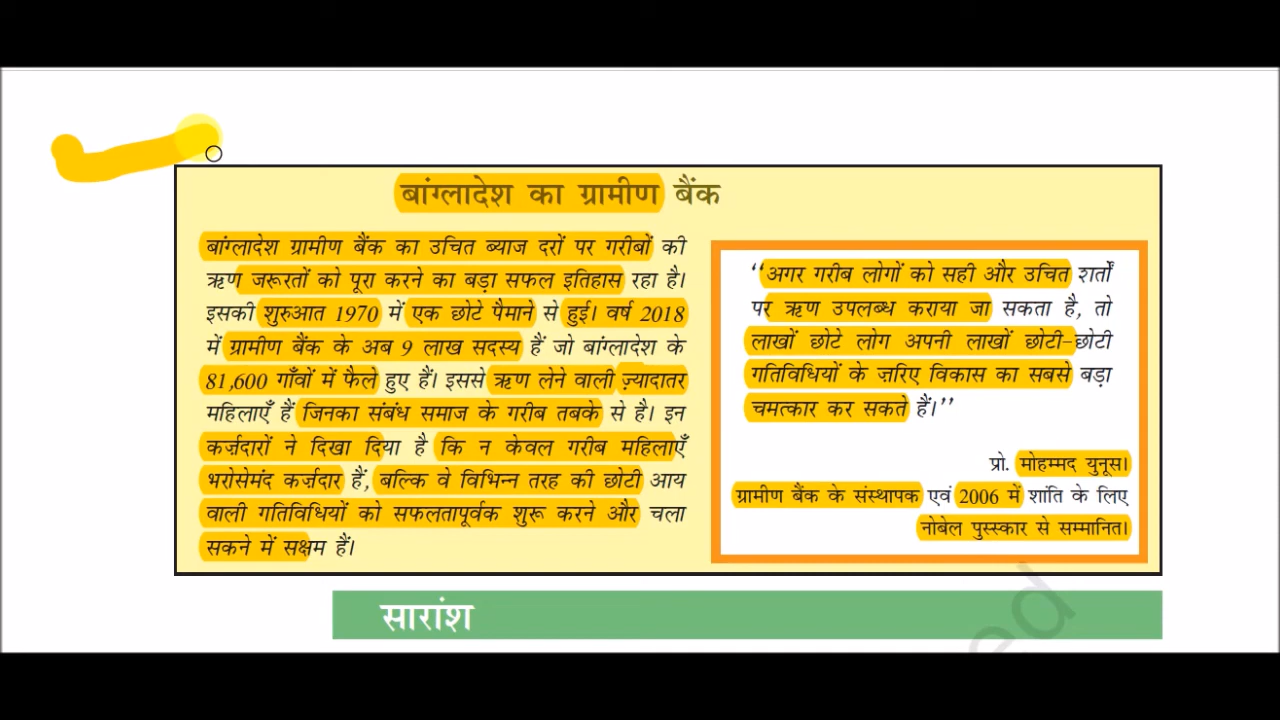 बांग्लादेश का ग्रामीण बैंक
बांग्लादेश ग्रामीण बैंक का उचित ब्याज दरों पर गरीबों की
ऋण जरूरतों को पूरा करने का बड़ा सफल इतिहास रहा है।
इसकी शुरुआत 1970 में एक छोटे पैमाने से हुई। वर्ष 2018
में ग्रामीण बैंक के अब 9 लाख सदस्य हैं जो बांग्लादेश के
81,600 गाँवों में फैले हुए हैं। इससे ऋण लेने वाली ज़्यादातर
महिलाएँ हैं जिनका संबंध समाज के गरीब तबके से है। इन
कर्ज़दारों ने दिखा दिया है कि न केवल गरीब महिलाएँ
भरोसेमंद कर्ज़दार हैं, बल्कि वे विभिन्न तरह की छोटी आय
वाली गतिविधियों को सफलतापूर्वक शुरू करने और चला
सकने में सक्षम हैं।
“अगर गरीब लोगों को सही और उचित शर्तों
पर ऋण उपलब्ध कराया जा सकता है, तो
लाखों छोटे लोग अपनी लाखों छोटी-छोटी
गतिविधियों के ज़रिए विकास का सबसे बड़ा
चमत्कार कर सकते हैं।”
प्रो. मोहम्मद युनूस।
ग्रामीण बैंक के संस्थापक एवं 2006 में शांति के लिए
नोबेल पुस्स्कार से सम्मानित।
सारांश
ed